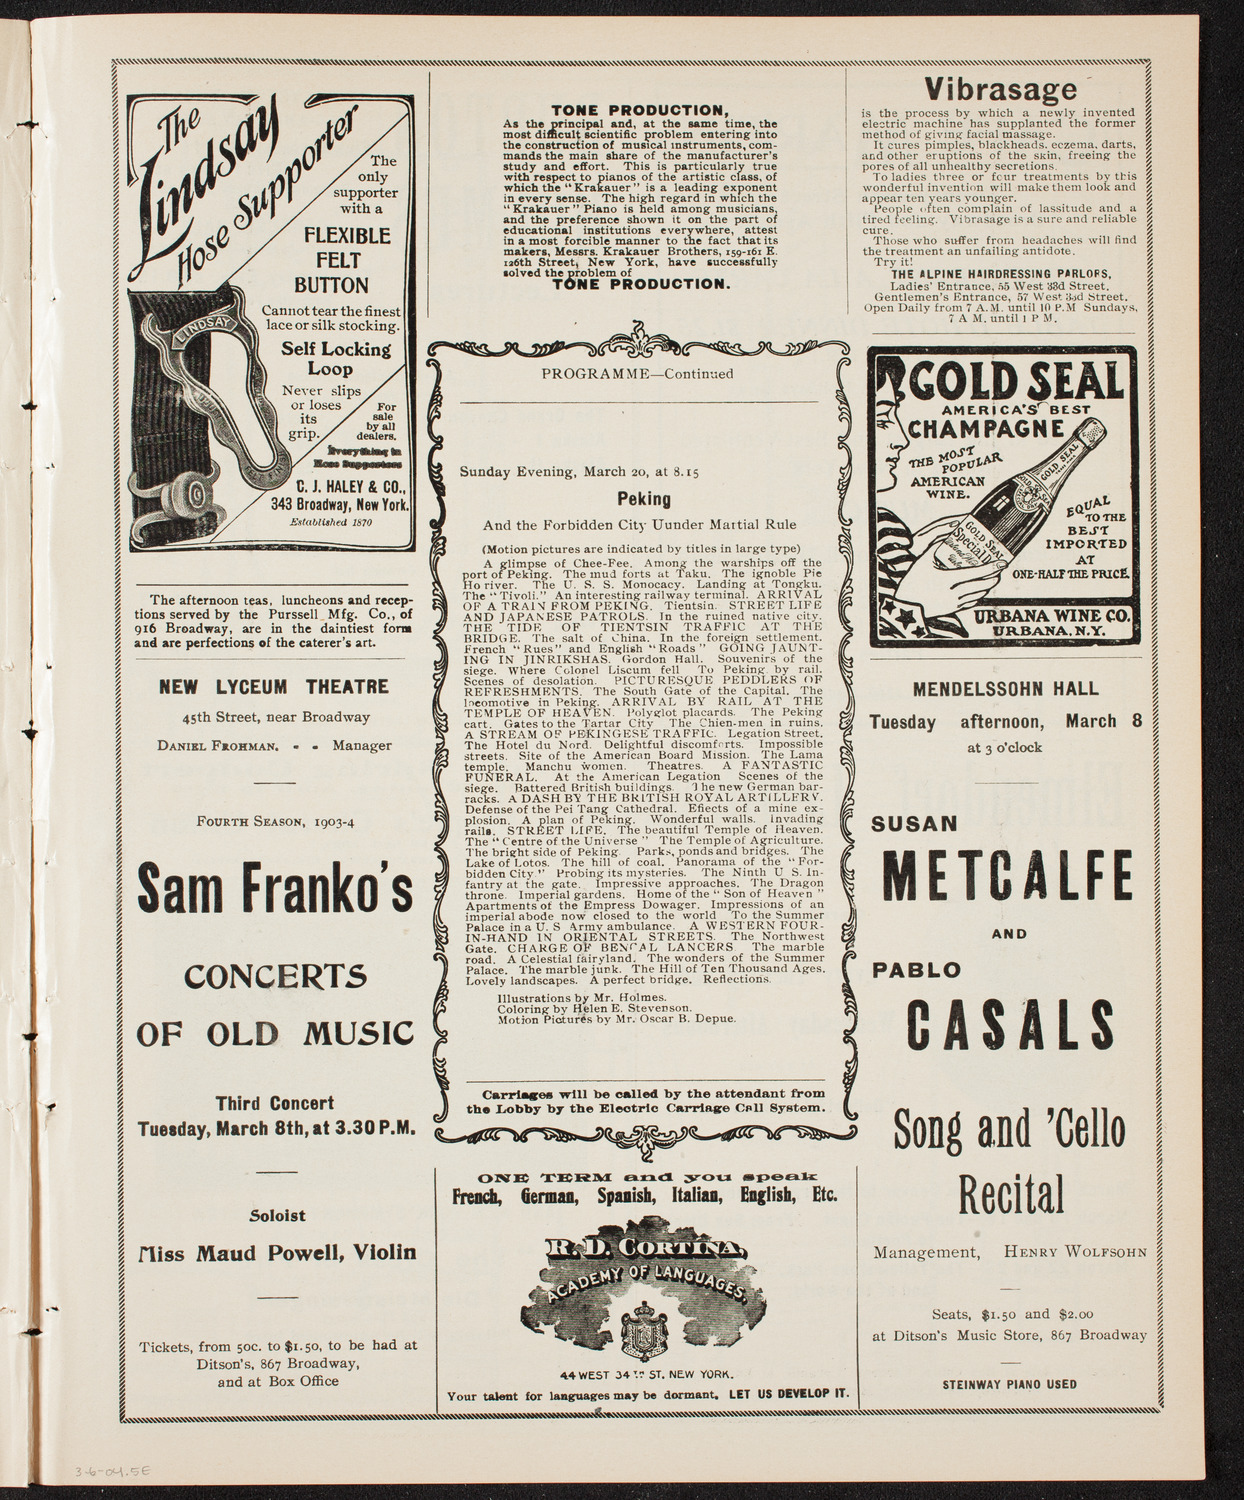 The
Lindsay
Hose Supporter
The
only
supporter
with a
FLEXIBLE
FELT
BUTTON
Cannot tear the finest
lace or silk stocking.
Self Locking
Loop
Never slips
or loses
its
grip.
For
sale
by all
dealers.
Everything in
Hose Supporters
C. J. HALEY & CO.,
343 Broadway, New York.
Established 1870
LINDSAY
The afternoon teas, luncheons and recep-
tions served by the Purssell Mfg. Co., of
916 Broadway, are in the daintiest form
and are perfections of the caterer's art.
NEW LYCEUM THEATRE
45th Street, near Broadway
DANIEL FROHMAN. - - Manager
FOURTH SEASON, 1903-4
Sam Franko's
CONCERTS
OF OLD MUSIC
Third Concert
Tuesday, March 8th, at 3.30 P.M.
Soloist
Miss Maud Powell, Violin
Tickets, from 50c. to $1.50, to be had at
Ditson's, 867 Broadway,
and at Box Office
TONE PRODUCTION,
As the principal and, at the same time, the
most difficult scientific problem entering into
the construction of musical instruments, com-
mands the main share of the manufacturer's
study and effort. This is particularly true
with respect to pianos of the artistic class, of
which the "Krakauer" is a leading exponent
in every sense. The high regard in which the
"Krakauer" Piano is held among musicians,
and the preference shown it on the part of
educational institutions everywhere, attest
in a most forcible manner to the fact that its
makers, Messrs. Krakauer Brothers, 159-161 E.
126th Street, New York, have successfully
solved the problem of
TONE PRODUCTION.
PROGRAMME—Continued
Sunday Evening, March 20, at 8.15
Peking
And the Forbidden City Uunder Martial Rule
(Motion pictures are indicated by titles in large type)
A glimpse of Chee-Fee. Among the warships off the
port of Peking. The mud forts at Taku. The ignoble Pie
Ho river. The U. S. S. Monocacy. Landing at Tongku.
The "Tivoli." An interesting railway terminal. ARRIVAL
OF A TRAIN FROM PEKING. Tientsin. STREET LIFE
AND JAPANESE PATROLS. In the ruined native city.
THE TIDE OF TIENTSIN TRAFFIC AT THE
BRIDGE. The salt of China. In the foreign settlement.
French "Rues" and English "Roads" GOING JAUNT-
ING IN JINRIKSHAS. Gordon Hall. Souvenirs of the
siege. Where Colonel Liscum fell To Peking by rail.
Scenes of desolation. PICTURESQUE PEDDLERS OF
REFRESHMENTS. The South Gate of the Capital. The
locomotive in Peking. ARRIVAL BY RAIL AT THE
TEMPLE OF HEAVEN. Polyglot placards. The Peking
cart. Gates to the Tartar City The Chien-men in ruins.
A STREAM OF PEKINGESE TRAFFIC. Legation Street.
The Hotel du Nord. Delightful discomforts. Impossible
streets. Site of the American Board Mission. The Lama
temple. Manchu women. Theatres. A FANTASTIC
FUNERAL. At the American Legation Scenes of the
siege. Battered British buildings. The new German bar-
racks. A DASH BY THE BRITISH ROYAL ARTILLERY.
Defense of the Pei Tang Cathedral. Effects of a mine ex-
plosion. A plan of Peking. Wonderful walls. Invading
rails. STREET LIFE. The beautiful Temple of Heaven.
The "Centre of the Universe" The Temple of Agriculture.
The bright side of Peking Parks, ponds and bridges. The
Lake of Lotos. The hill of coal. Panorama of the "For-
bidden City." Probing its mysteries. The Ninth U S. In-
fantry at the gate. Impressive approaches. The Dragon
throne. Imperial gardens. Home of the "Son of Heaven"
Apartments of the Empress Dowager. Impressions of an
imperial abode now closed to the world To the Summer
Palace in a U. S Army ambulance. A WESTERN FOUR-
IN-HAND IN ORIENTAL STREETS. The Northwest
Gate. CHARGE OF BENGAL LANCERS The marble
road. A Celestial fairyland. The wonders of the Summer
Palace. The marble junk. The Hill of Ten Thousand Ages.
Lovely landscapes. A perfect bridge. Reflections.
Illustrations by Mr. Holmes.
Coloring by Helen E. Stevenson.
Motion Pictures by Mr. Oscar B. Depue.
Carriages will be called by the attendant from
the Lobby by the Electric Carriage Call System.
ONE TERM and you speak
French, German, Spanish, Italian, English, Etc.
R. D. CORTINA,
ACADEMY OF LANGUAGES,
44 WEST 34TH ST. NEW YORK.
Your talent for languages may be dormant. LET US DEVELOP IT.
Vibrasage
is the process by which a newly invented
electric machine has supplanted the former
method of giving facial massage.
It cures pimples, blackheads, eczema, darts,
and other eruptions of the skin, freeing the
pores of all unhealthy secretions.
To ladies three or four treatments by this
wonderful invention will make them look and
appear ten years younger.
People often complain of lassitude and a
tired feeling. Vibrasage is a sure and reliable
cure.
Those who suffer from headaches will find
the treatment an unfailing antidote.
Try it!
THE ALPINE HAIRDRESSING PARLORS,
Ladies' Entrance, 55 West 33d Street.
Gentlemen's Entrance, 57 West 33d Street.
Open Daily from 7 A.M. until 10 P.M Sundays,
7 A M. until 1 P M.
GOLD SEAL
AMERICA'S BEST
CHAMPAGNE
THE MOST
POPULAR
AMERICAN
WINE.
EQUAL
TO THE
BEST
IMPORTED
AT
ONE-HALF THE PRICE.
GOLD SEAL
GOLD SEAL
Special Dry
URBANA WINE CO.
URBANA, N.Y.
MENDELSSOHN HALL
Tuesday afternoon, March 8
at 3 o'clock
SUSAN
METCALFE
AND
PABLO
CASALS
Song and 'Cello
Recital
Management, HENRY WOLFSOHN
Seats, $1.50 and $2.00
at Ditson's Music Store, 867 Broadway
STEINWAY PIANO USED
3-6-04.5E